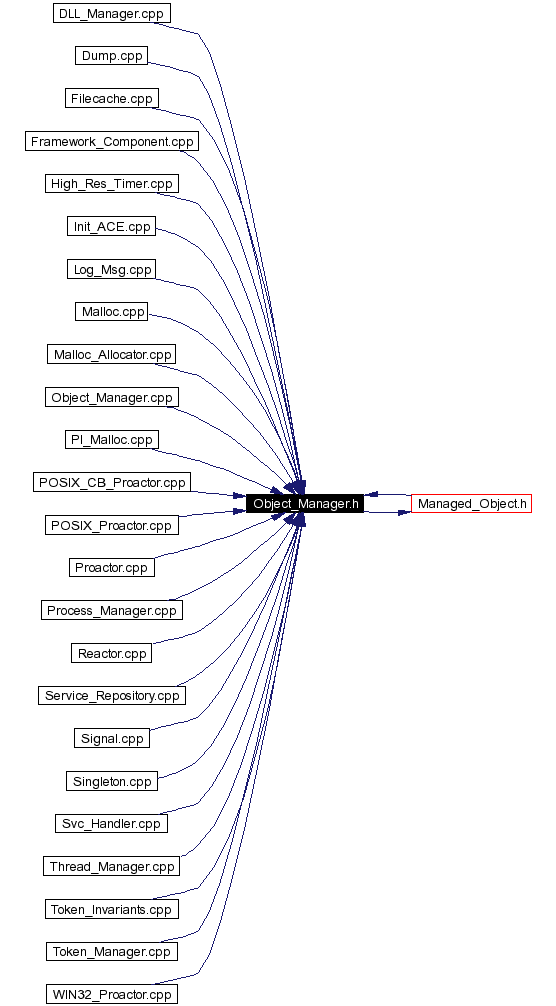 DLL_Manager.cpp
Dump.cpp
Filecache.cpp
Framework_Component.cpp
High_Res_Timer.cpp
Init_ACE.cpp
Log_Msg.cpp
Malloc.cpp
Malloc_Allocator.cpp
Object_Manager.cpp
PI_Malloc.cpp
POSIX_CB_Proactor.cpp
Object_Manager.h
Managed_Object.h
POSIX_Proactor.cpp
Proactor.cpp
Process_Manager.cpp
Reactor.cpp
Service_Repository.cpp
Signal.cpp
Singleton.cpp
Svc_Handler.cpp
Thread_Manager.cpp
Token_Invariants.cpp
Token_Manager.cpp
WIN32_Proactor.cpp